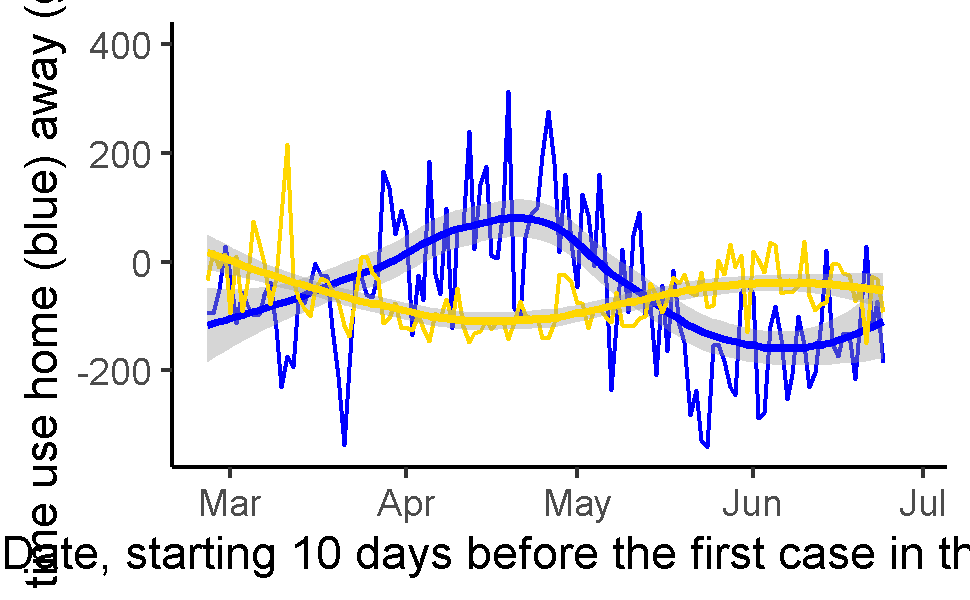 time use home (blue) away (
400
200
0
-200
Mar Apr May Jun Jul
Date, starting 10 days before the first case in th